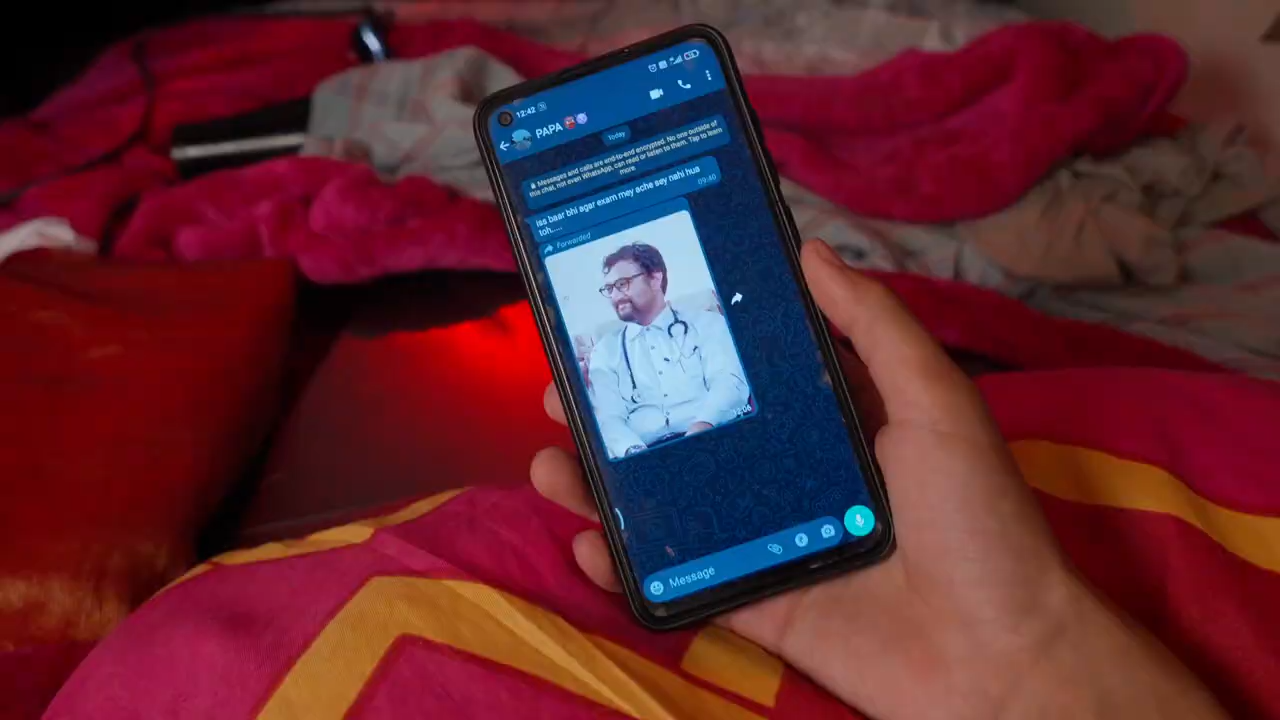 12:42
PAPA
Today
Messages and calls are end-to-end encrypted. No one outside of
this chat, not even WhatsApp, can read or listen to them. Tap to learn
more
iss baar bhi agar exam mey ache sey nahi hua
toh.....
09:40
Forwarded
12:06
Message